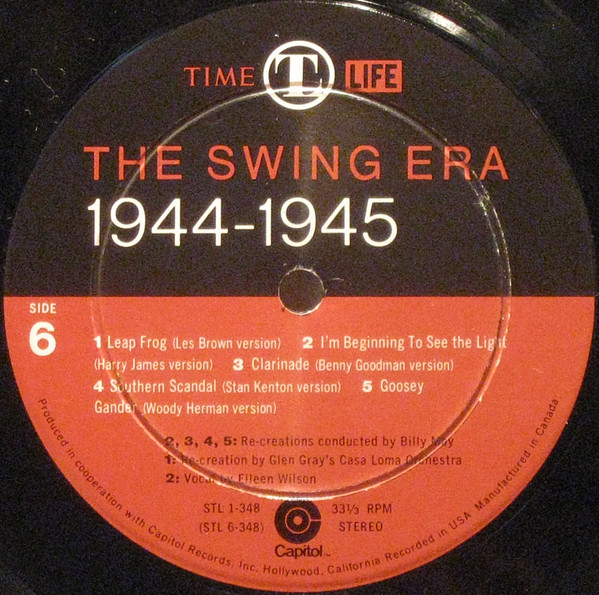 TIME TL LIFE
THE SWING ERA
1944-1945
SIDE
6
1 Leap Frog (Les Brown version) 2 I'm Beginning To See the Light
(Harry James version) 3 Clarinade (Benny Goodman version)
4 Southern Scandal (Stan Kenton version) 5 Goosey
Gander (Woody Herman version)
2, 3, 4, 5: Re-creations conducted by Billy May
1: Re-creation by Glen Gray's Casa Loma Orchestra
2: Vocal by Eileen Wilson
STL 1-348 33⅓ RPM
(STL 6-348) STEREO
Capitol™
Produced in cooperation with Capitol Records, Inc. Hollywood, California Recorded in USA Manufactured in Canada